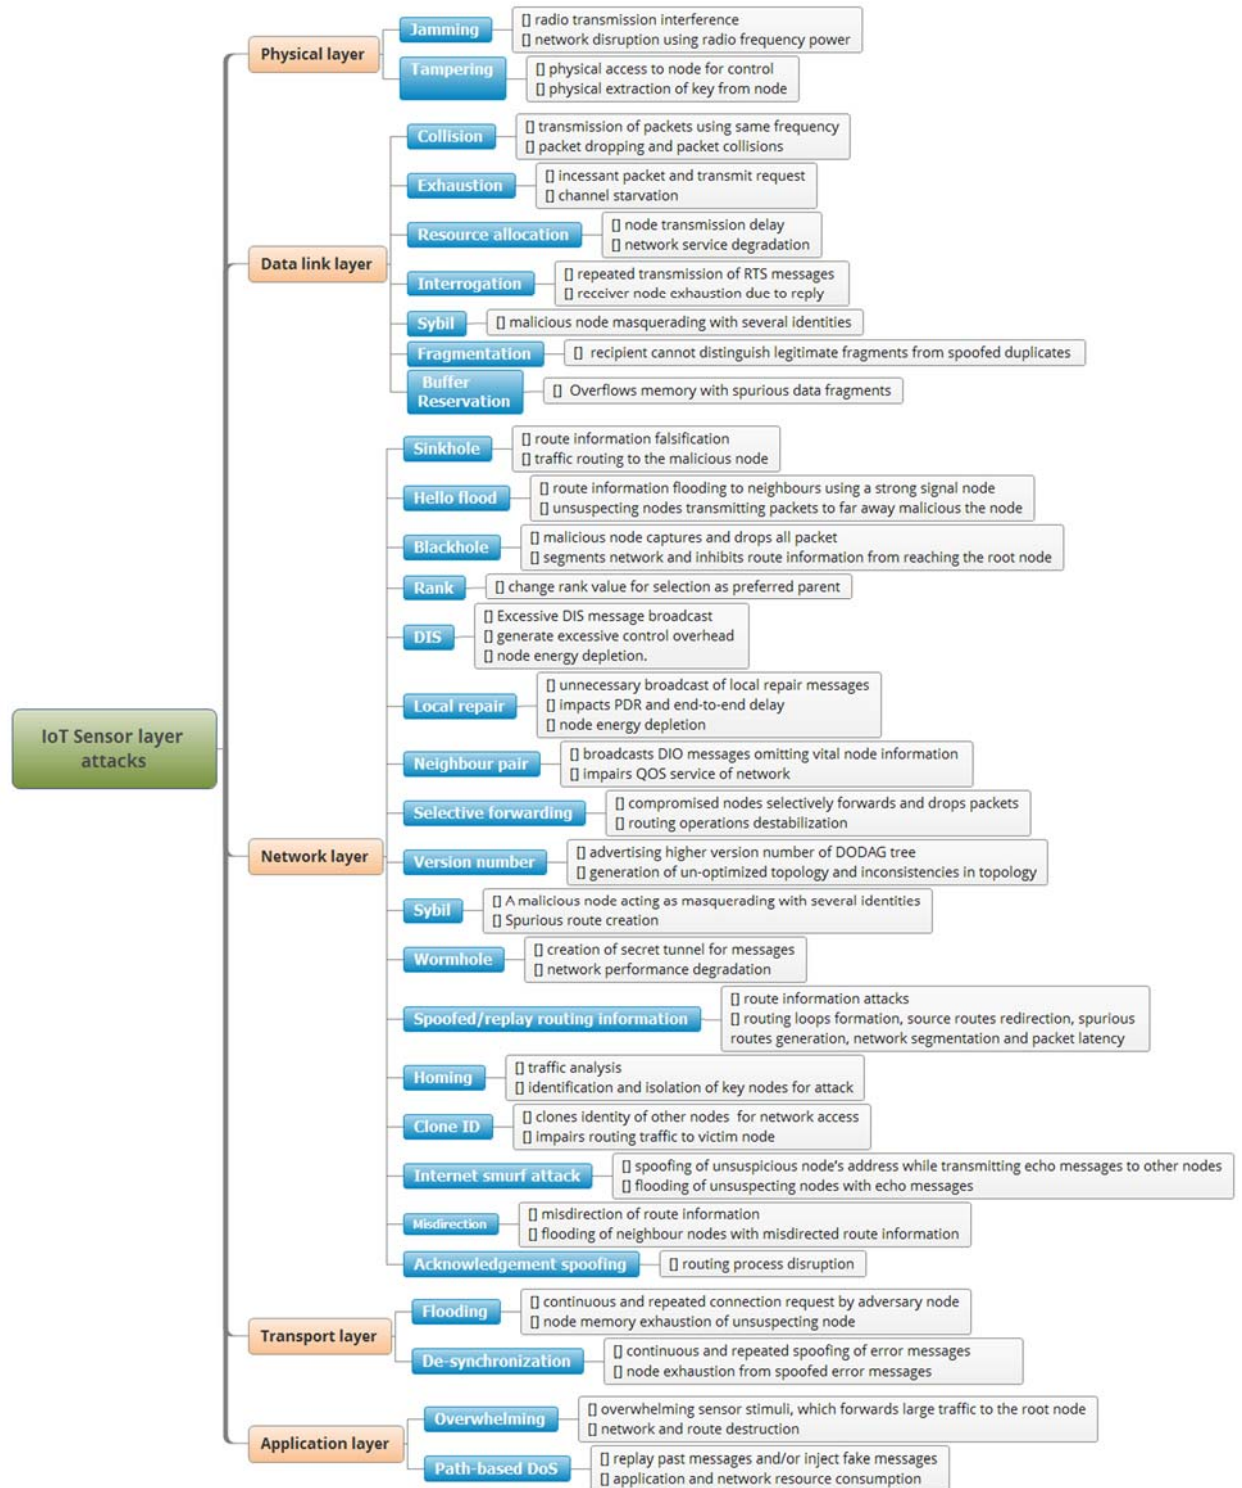 IoT Sensor layer
attacks
Physical layer
Jamming
[] radio transmission interference
[] network disruption using radio frequency power
Tampering
[] physical access to node for control
[] physical extraction of key from node
Data link layer
Collision
[] transmission of packets using same frequency
[] packet dropping and packet collisions
Exhaustion
[] incessant packet and transmit request
[] channel starvation
Resource allocation
[] node transmission delay
[] network service degradation
Interrogation
[] repeated transmission of RTS messages
[] receiver node exhaustion due to reply
Sybil
[] malicious node masquerading with several identities
Fragmentation
[] recipient cannot distinguish legitimate fragments from spoofed duplicates
Buffer
Reservation
[] Overflows memory with spurious data fragments
Network layer
Sinkhole
[] route information falsification
[] traffic routing to the malicious node
Hello flood
[] route information flooding to neighbours using a strong signal node
[] unsuspecting nodes transmitting packets to far away malicious the node
Blackhole
[] malicious node captures and drops all packet
[] segments network and inhibits route information from reaching the root node
Rank
[] change rank value for selection as preferred parent
DIS
[] Excessive DIS message broadcast
[] generate excessive control overhead
[] node energy depletion.
Local repair
[] unnecessary broadcast of local repair messages
[] impacts PDR and end-to-end delay
[] node energy depletion
Neighbour pair
[] broadcasts DIO messages omitting vital node information
[] impairs QOS service of network
Selective forwarding
[] compromised nodes selectively forwards and drops packets
[] routing operations destabilization
Version number
[] advertising higher version number of DODAG tree
[] generation of un-optimized topology and inconsistencies in topology
Sybil
[] A malicious node acting as masquerading with several identities
[] Spurious route creation
Wormhole
[] creation of secret tunnel for messages
[] network performance degradation
Spoofed/replay routing information
[] route information attacks
[] routing loops formation, source routes redirection, spurious
routes generation, network segmentation and packet latency
Homing
[] traffic analysis
[] identification and isolation of key nodes for attack
Clone ID
[] clones identity of other nodes for network access
[] impairs routing traffic to victim node
Internet smurf attack
[] spoofing of unsuspicious node's address while transmitting echo messages to other nodes
[] flooding of unsuspecting nodes with echo messages
Misdirection
[] misdirection of route information
[] flooding of neighbour nodes with misdirected route information
Acknowledgement spoofing
[] routing process disruption
Transport layer
Flooding
[] continuous and repeated connection request by adversary node
[] node memory exhaustion of unsuspecting node
De-synchronization
[] continuous and repeated spoofing of error messages
[] node exhaustion from spoofed error messages
Application layer
Overwhelming
[] overwhelming sensor stimuli, which forwards large traffic to the root node
[] network and route destruction
Path-based DoS
[] replay past messages and/or inject fake messages
[] application and network resource consumption